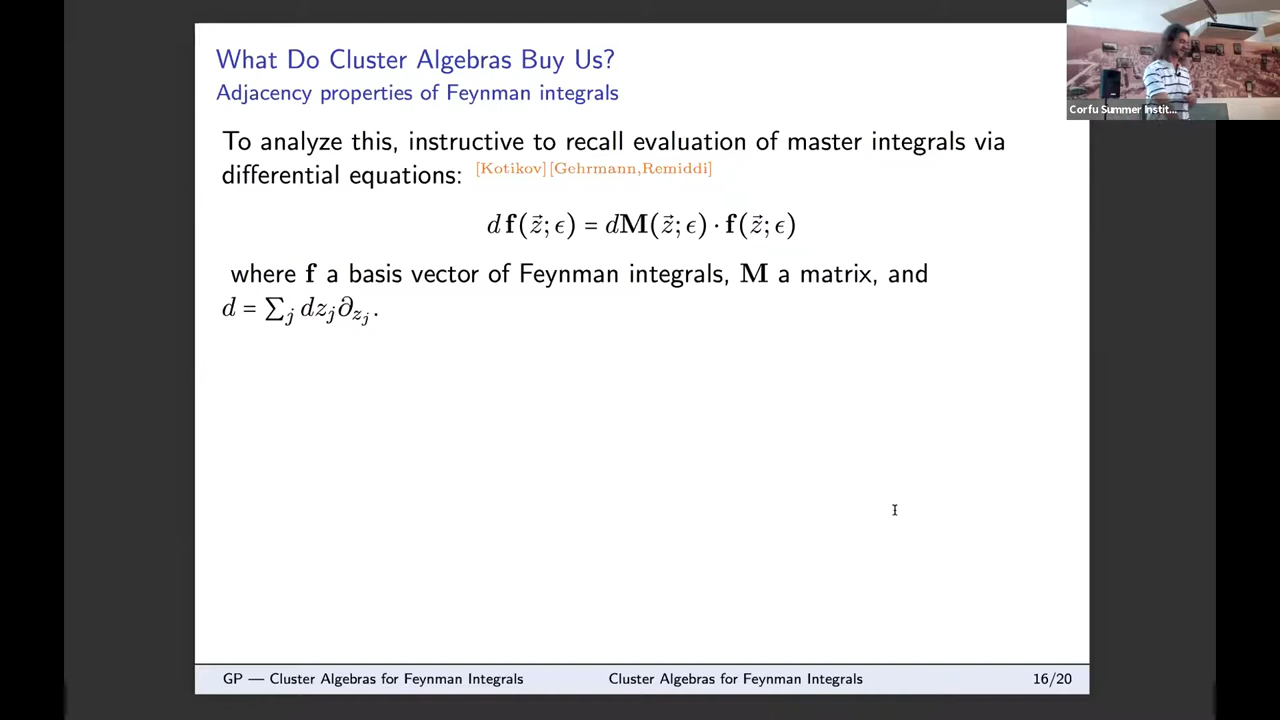 What Do Cluster Algebras Buy Us?
Adjacency properties of Feynman integrals
To analyze this, instructive to recall evaluation of master integrals via
differential equations: [Kotikov][Gehrmann,Remiddi]
d f(z⃗; ϵ) = dM(z⃗; ϵ) · f(z⃗; ϵ)
where f a basis vector of Feynman integrals, M a matrix, and
d = ∑_j dz_j ∂_{z_j}.
GP — Cluster Algebras for Feynman Integrals
Cluster Algebras for Feynman Integrals
16/20
Corfu Summer Instit...